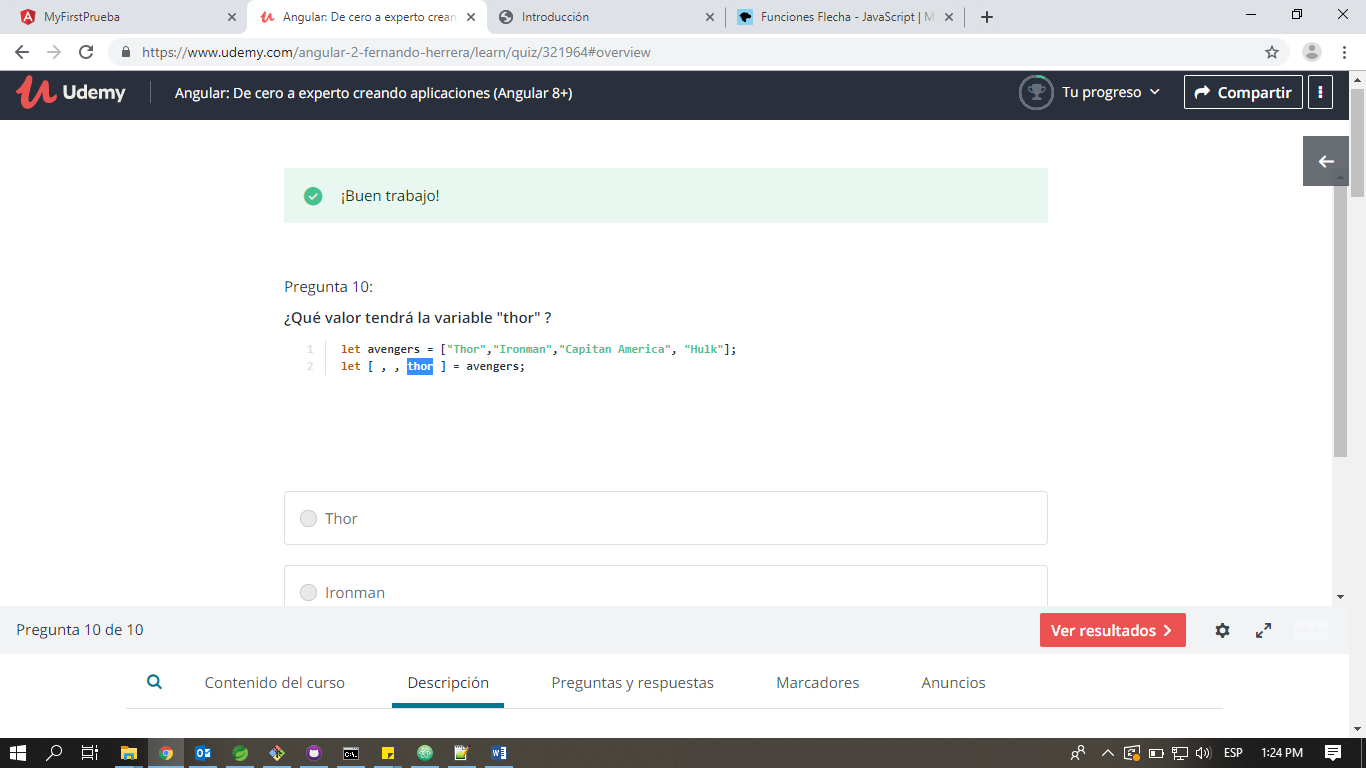 MyFirstPrueba
Angular: De cero a experto crean
Introducción
Funciones Flecha - JavaScript | M
https://www.udemy.com/angular-2-fernando-herrera/learn/quiz/321964#overview
Udemy
Angular: De cero a experto creando aplicaciones (Angular 8+)
Tu progreso
Compartir
¡Buen trabajo!
Pregunta 10:
¿Qué valor tendrá la variable "thor" ?
1 let avengers = ["Thor","Ironman","Capitan America", "Hulk"];
2 let [ , , thor ] = avengers;
Thor
Ironman
Pregunta 10 de 10
Ver resultados
Contenido del curso
Descripción
Preguntas y respuestas
Marcadores
Anuncios
ESP
1:24 PM